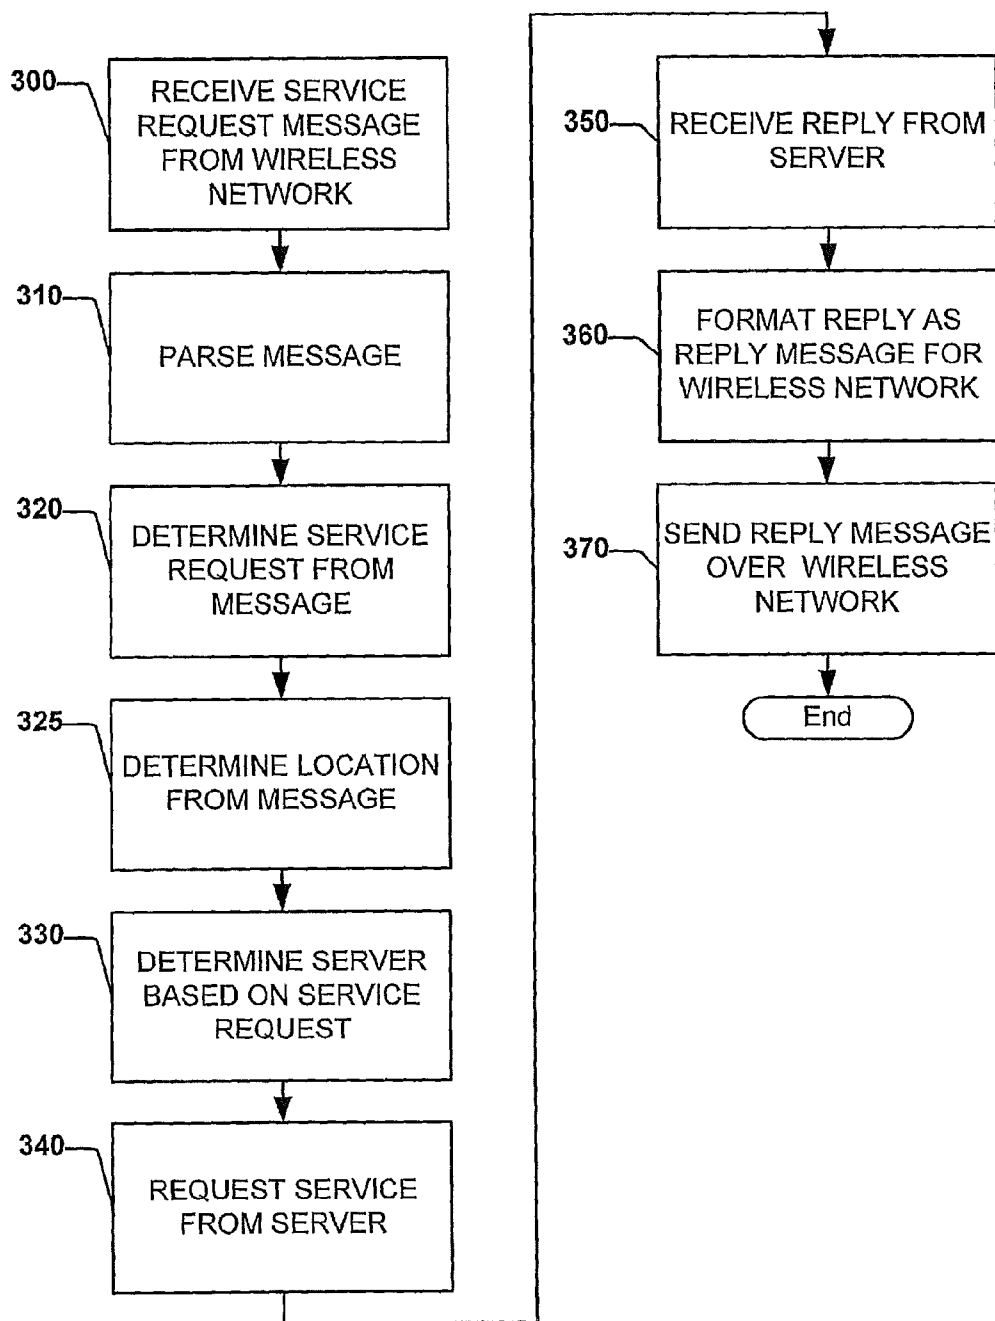 300
RECEIVE SERVICE
REQUEST MESSAGE
FROM WIRELESS
NETWORK
310
PARSE MESSAGE
320
DETERMINE SERVICE
REQUEST FROM
MESSAGE
325
DETERMINE LOCATION
FROM MESSAGE
330
DETERMINE SERVER
BASED ON SERVICE
REQUEST
340
REQUEST SERVICE
FROM SERVER
350
RECEIVE REPLY FROM
SERVER
360
FORMAT REPLY AS
REPLY MESSAGE FOR
WIRELESS NETWORK
370
SEND REPLY MESSAGE
OVER WIRELESS
NETWORK
End